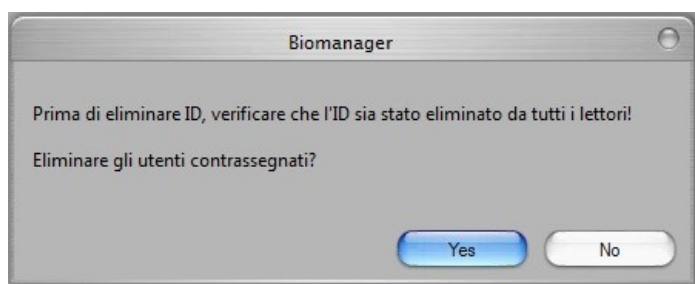 Biomanager
Prima di eliminare ID, verificare che l'ID sia stato eliminato da tutti i lettori!
Eliminare gli utenti contrassegnati?
Yes No